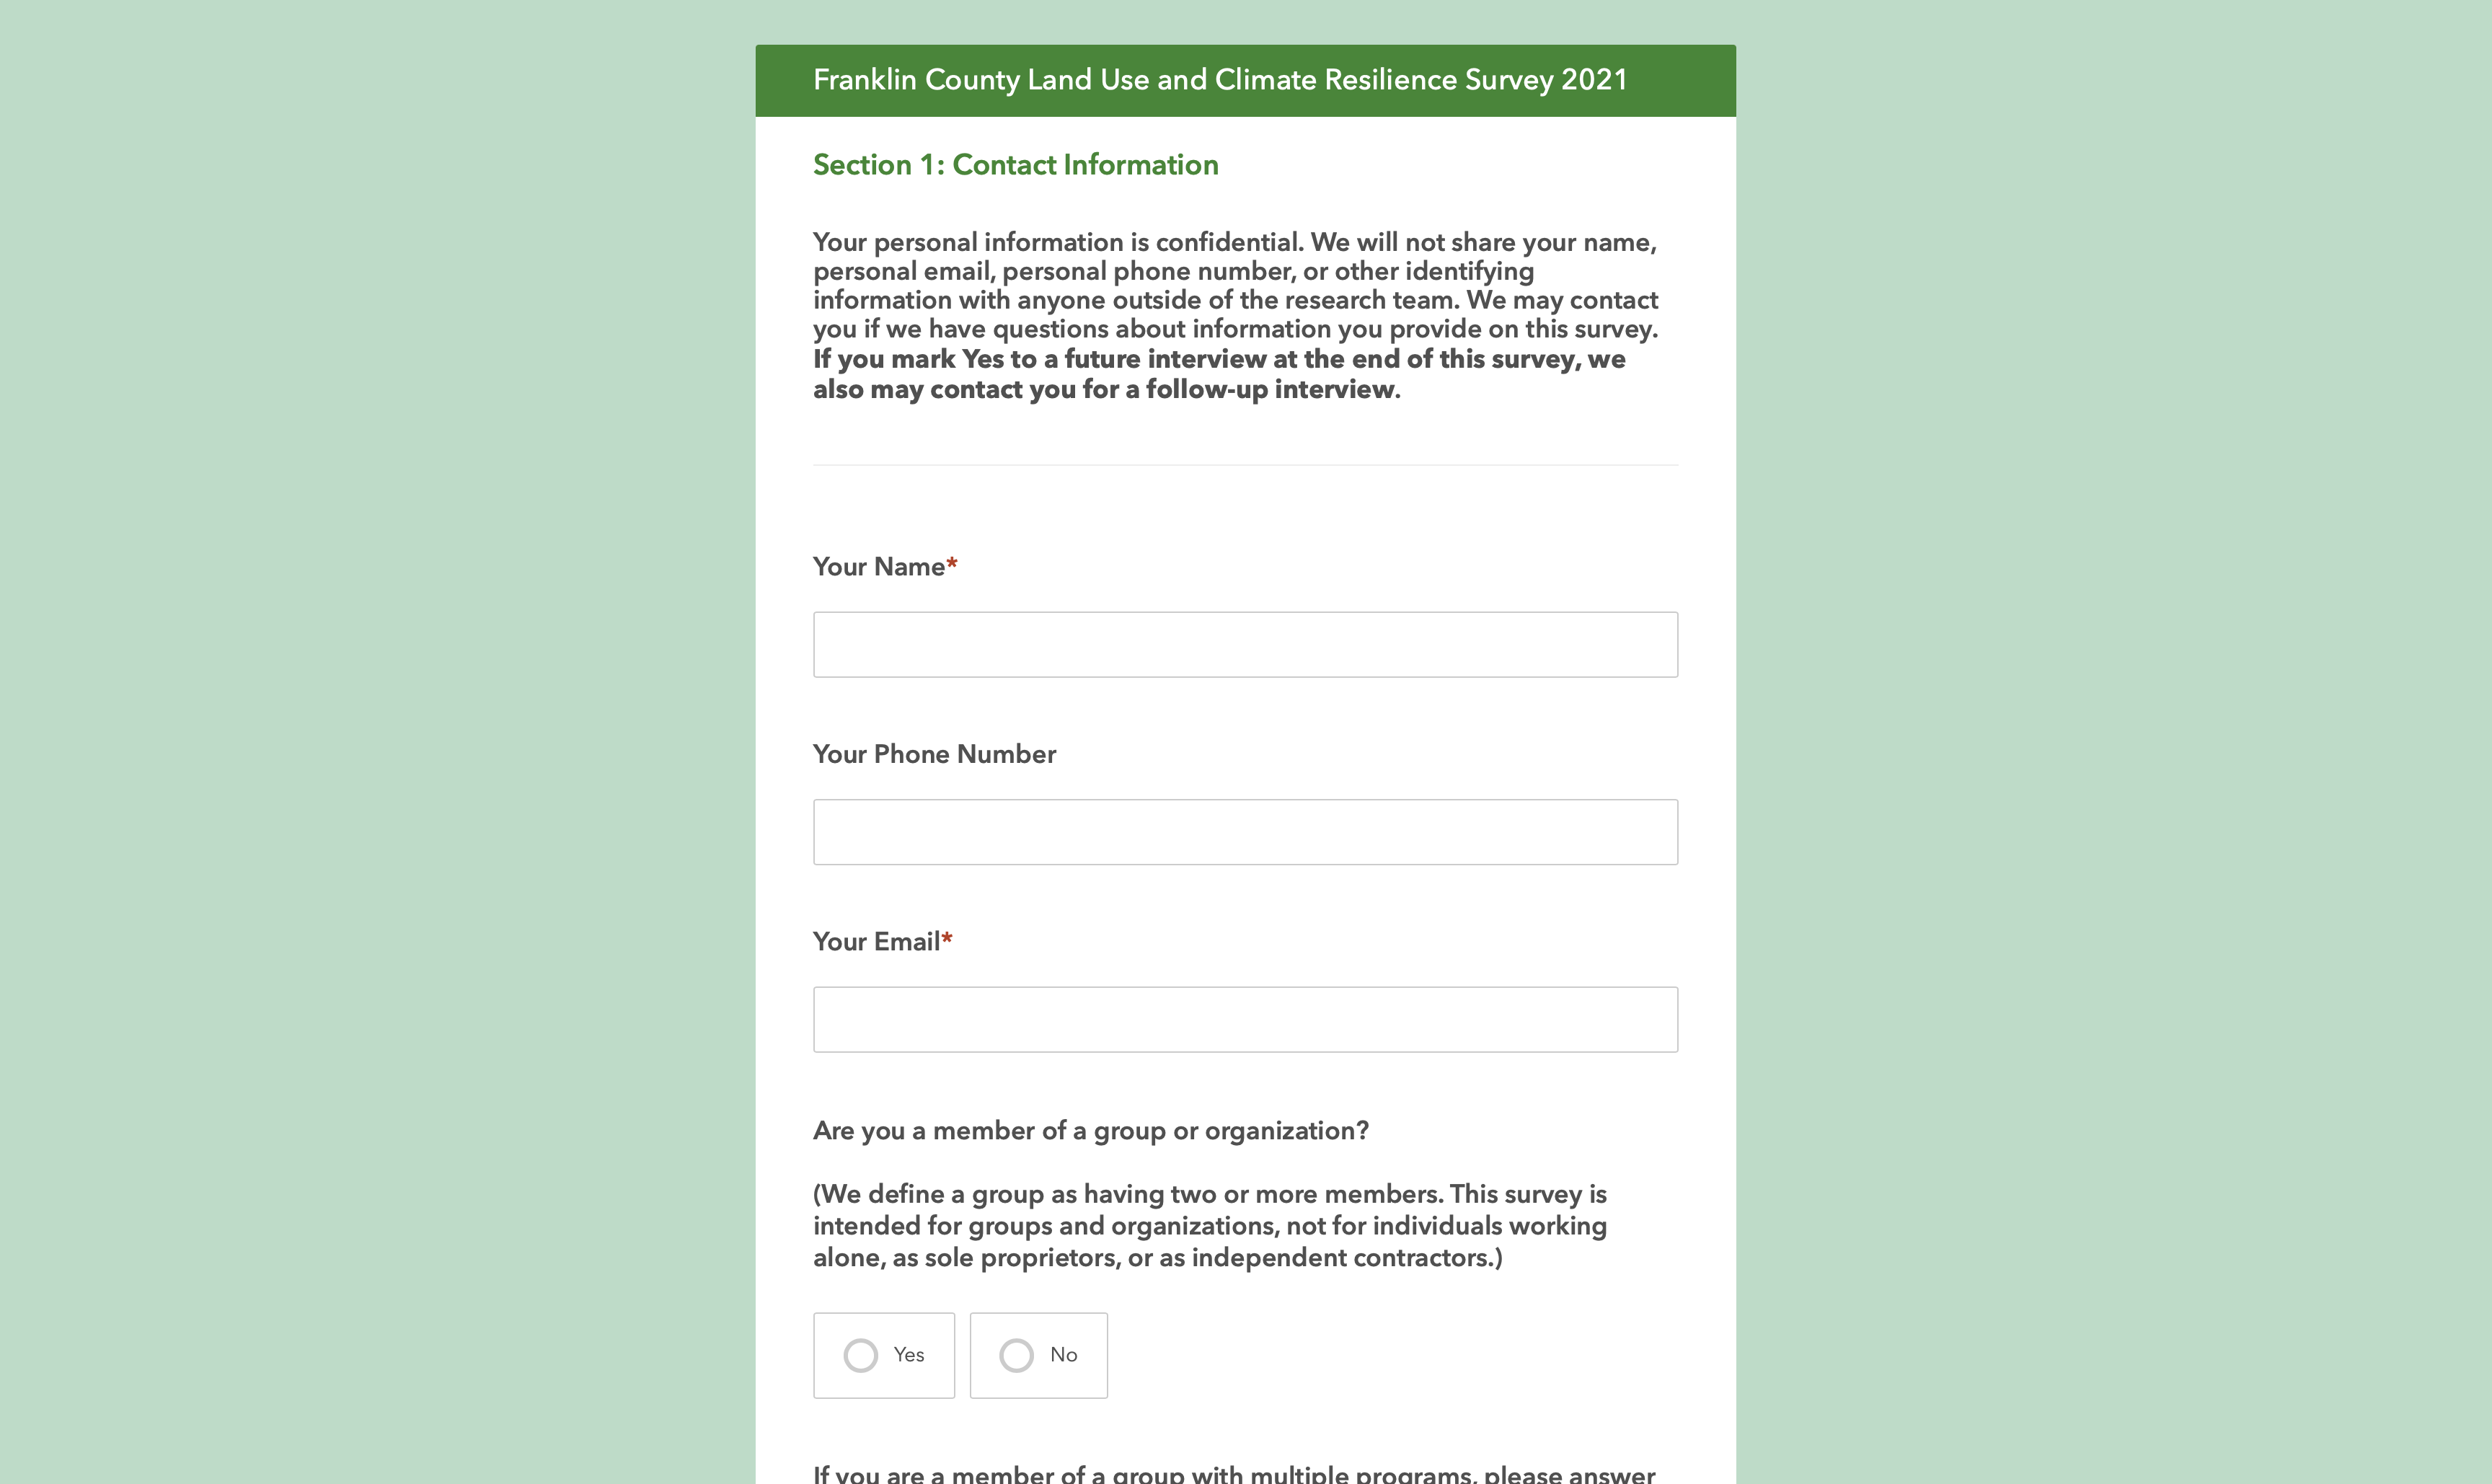 Franklin County Land Use and Climate Resilience Survey 2021
Section 1: Contact Information
Your personal information is confidential. We will not share your name,
personal email, personal phone number, or other identifying
information with anyone outside of the research team. We may contact
you if we have questions about information you provide on this survey.
If you mark Yes to a future interview at the end of this survey, we
also may contact you for a follow-up interview.
Your Name*
Your Phone Number
Your Email*
Are you a member of a group or organization?
(We define a group as having two or more members. This survey is
intended for groups and organizations, not for individuals working
alone, as sole proprietors, or as independent contractors.)
Yes
No
If you are a member of a group with multiple programs, please answer